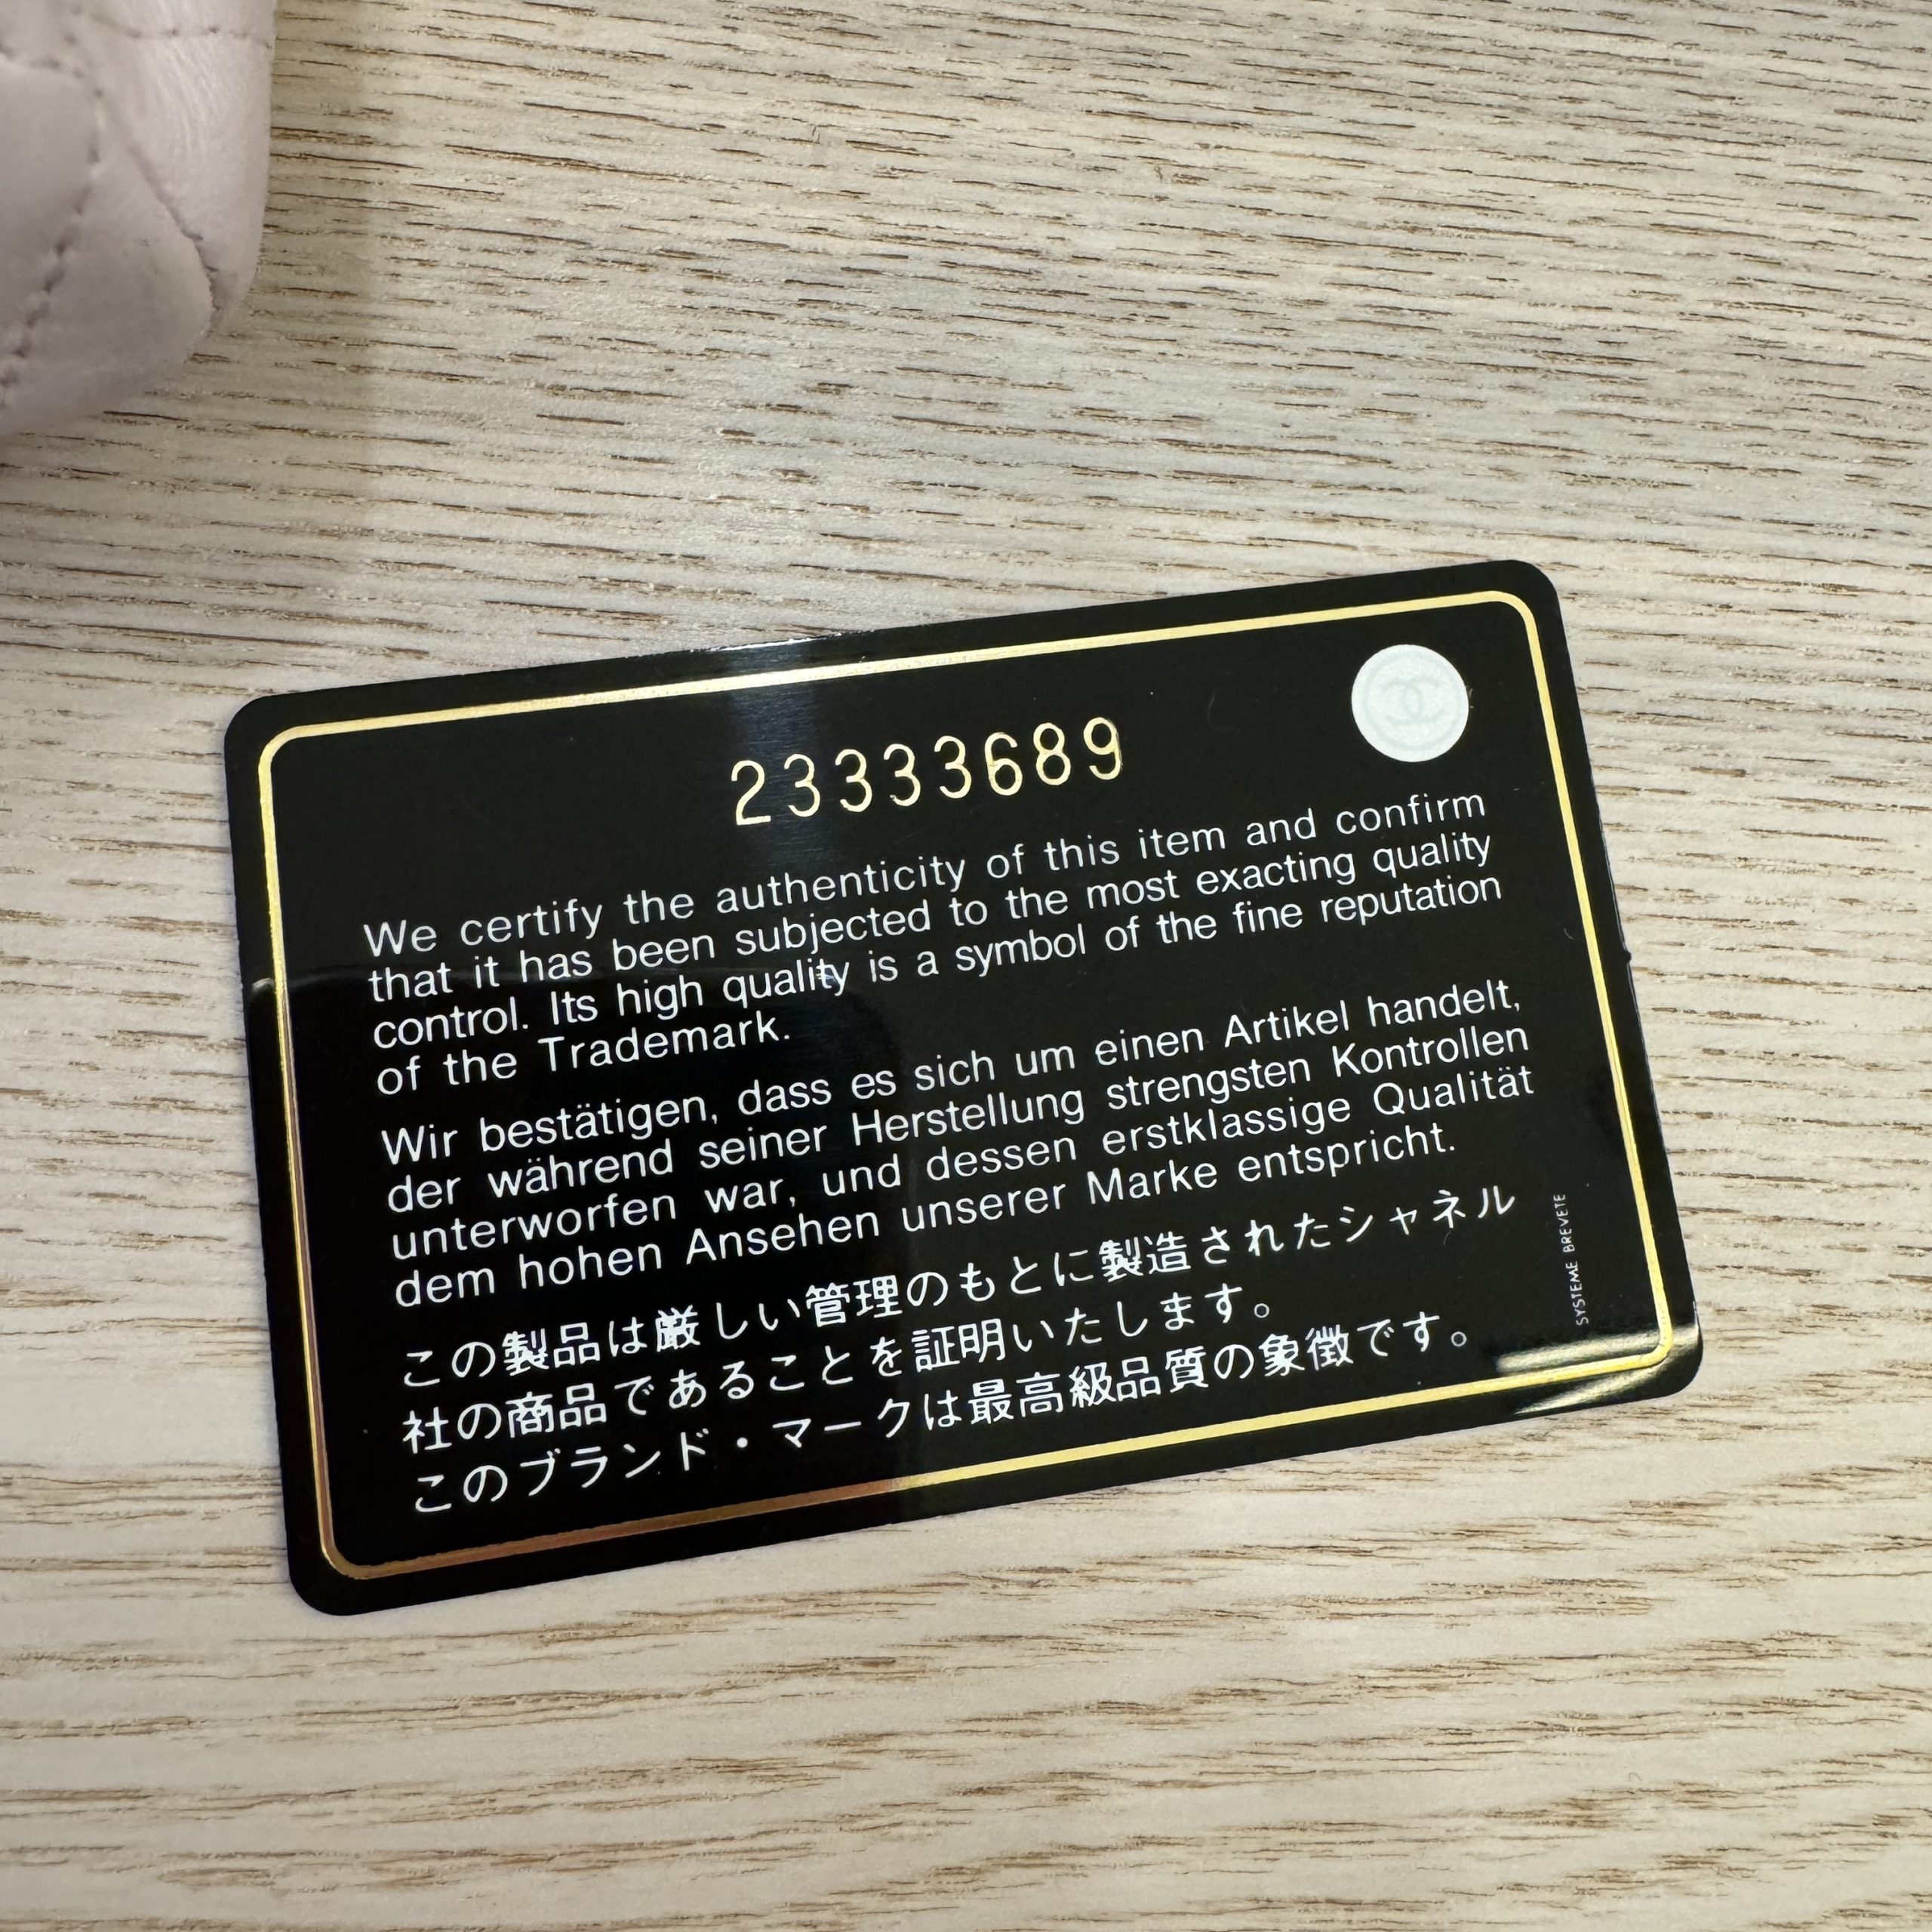 23333689
We certify the authenticity of this item and confirm
that it has been subjected to the most exacting quality
control. Its high quality is a symbol of the fine reputation
of the Trademark.
Wir bestätigen, dass es sich um einen Artikel handelt,
der während seiner Herstellung strengsten Kontrollen
unterworfen war, und dessen erstklassige Qualität
dem hohen Ansehen unserer Marke entspricht.
この製品は厳しい管理のもとに製造されたシャネル
社の商品であることを証明いたします。
このブランド・マークは最高級品質の象徴です。
SYSTEME BREVETE